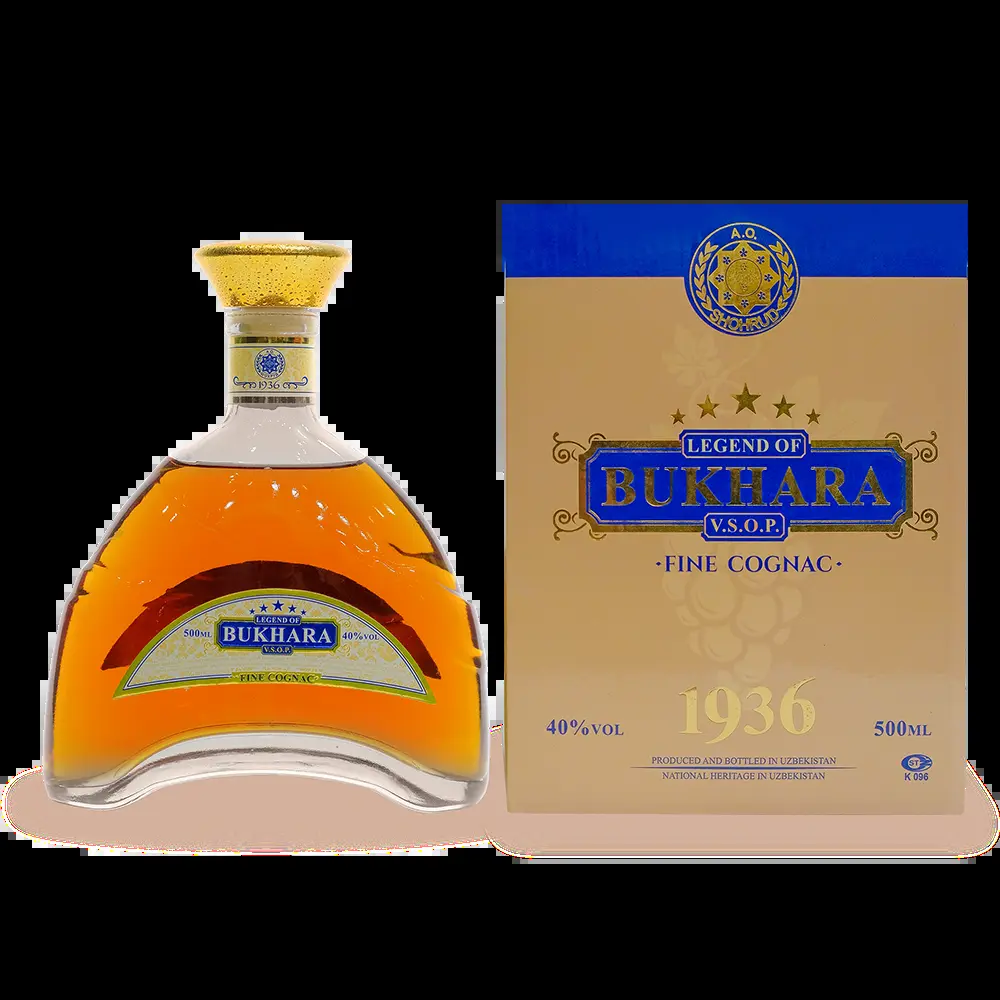 1936
500ML
LEGEND OF
BUKHARA
V.S.O.P.
40%VOL
FINE COGNAC
A.O.
SHOHRUD
LEGEND OF
BUKHARA
V.S.O.P.
·FINE COGNAC·
1936
40%VOL
500ML
PRODUCED AND BOTTLED IN UZBEKISTAN
NATIONAL HERITAGE IN UZBEKISTAN
ST
K 096